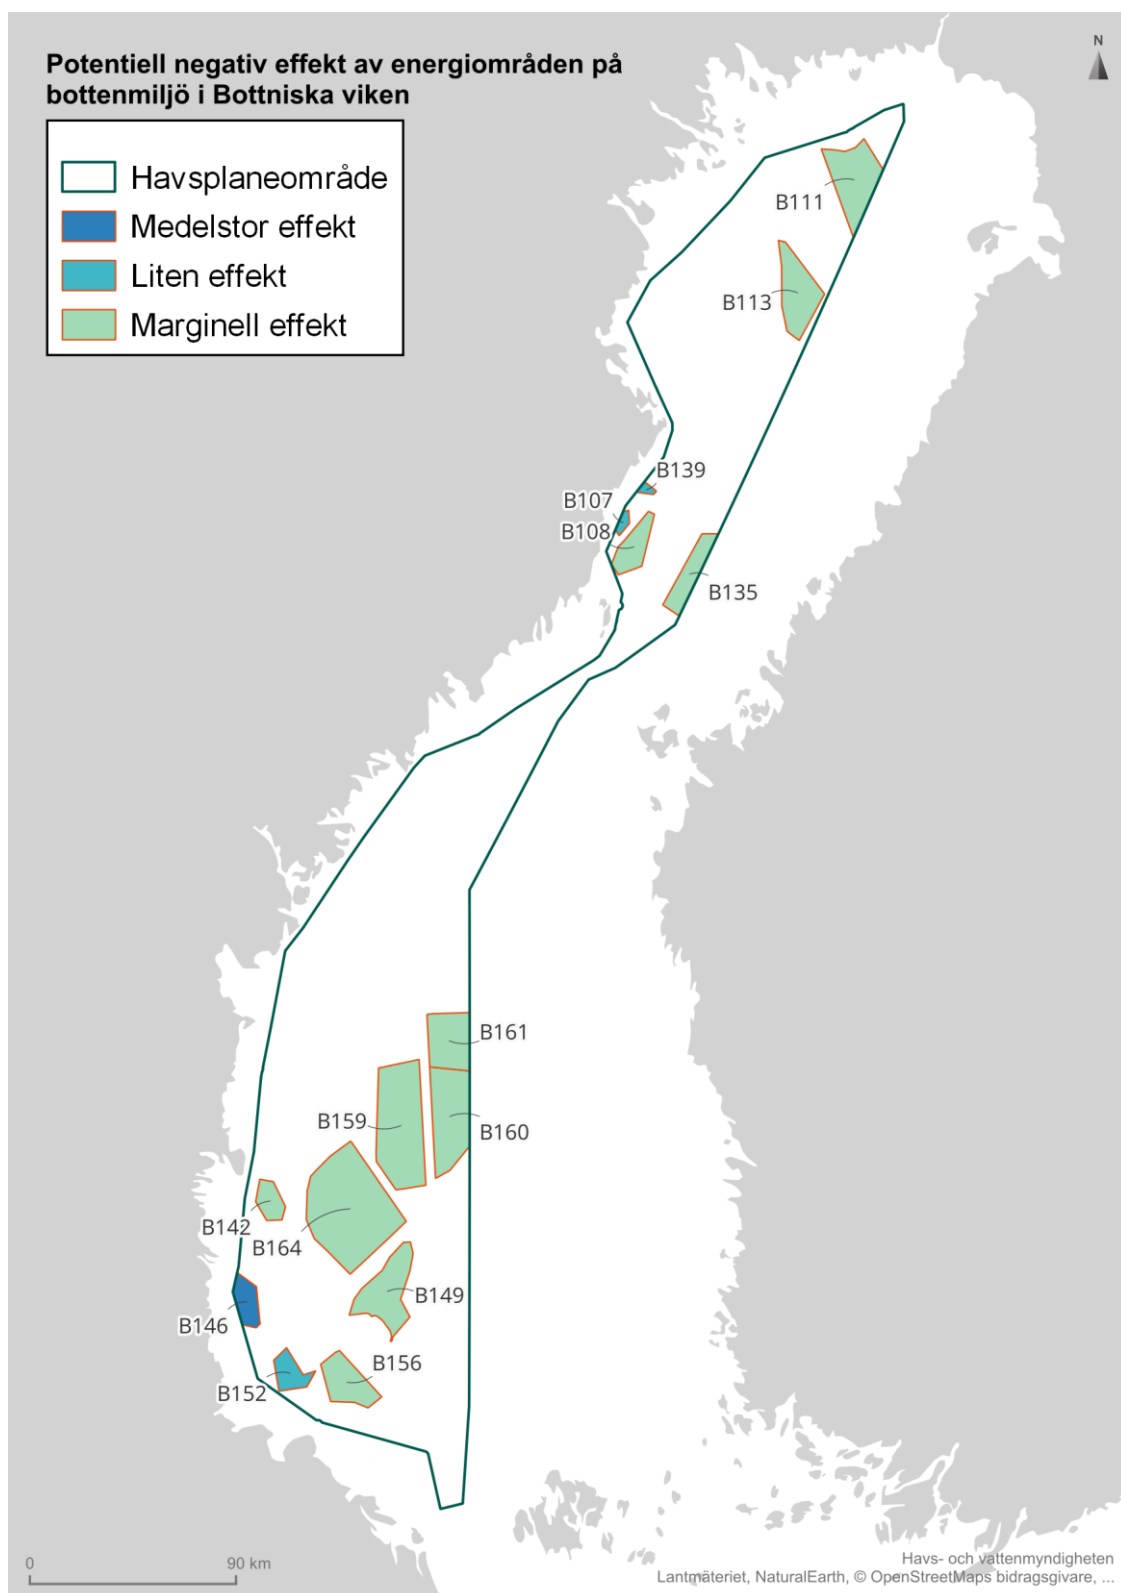 Potentiell negativ effekt av energiområden på
bottenmiljö i Bottniska viken
N
Havsplaneområde
Medelstor effekt
Liten effekt
Marginell effekt
B111
B113
B139
B107
B108
B135
B161
B159
B160
B142
B164
B149
B146
B156
B152
0 90 km
Havs- och vattenmyndigheten
Lantmäteriet, NaturalEarth, © OpenStreetMaps bidragsgivare, ...